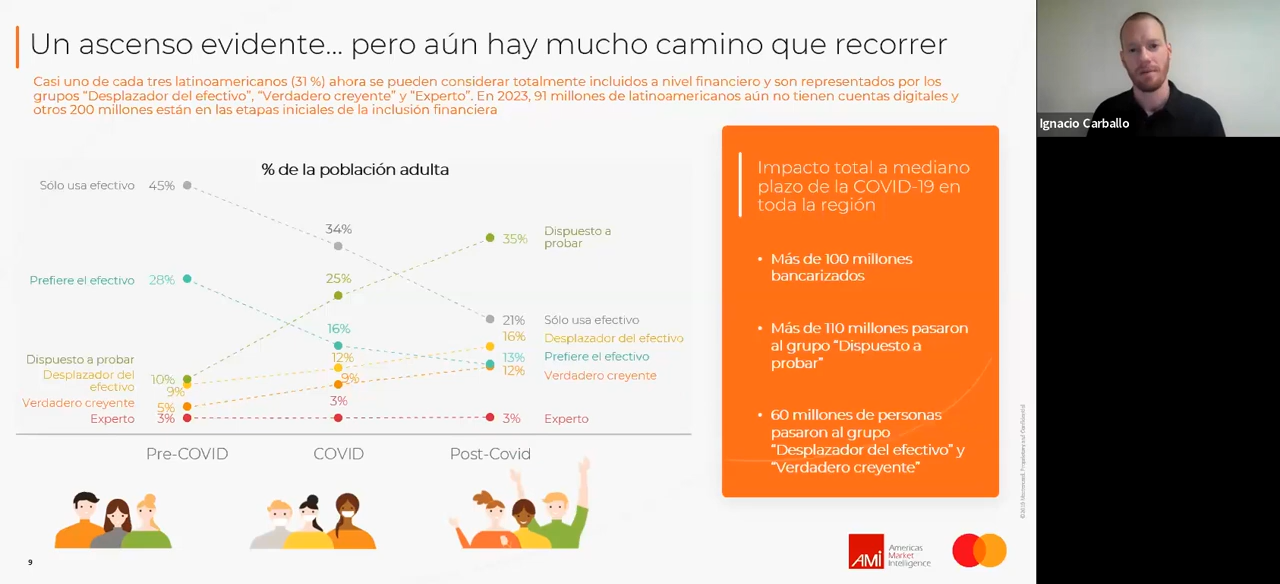 Un ascenso evidente... pero aún hay mucho camino que recorrer
Casi uno de cada tres latinoamericanos (31 %) ahora se pueden considerar totalmente incluidos a nivel financiero y son representados por los
grupos "Desplazador del efectivo", "Verdadero creyente" y "Experto". En 2023, 91 millones de latinoamericanos aún no tienen cuentas digitales y
otros 200 millones están en las etapas iniciales de la inclusión financiera
% de la población adulta
Sólo usa efectivo 45%
34%
Dispuesto a
probar
35%
25%
Prefiere el efectivo 28%
Sólo usa efectivo
21%
16%
16%
Desplazador del efectivo
12%
13%
Prefiere el efectivo
Dispuesto a probar
10%
Desplazador del
efectivo
9%
9%
12%
Verdadero creyente
Verdadero creyente
5%
3%
Experto 3%
3% Experto
Pre-COVID
COVID
Post-Covid
Impacto total a mediano
plazo de la COVID-19 en
toda la región
• Más de 100 millones
bancarizados
• Más de 110 millones pasaron
al grupo "Dispuesto a
probar"
• 60 millones de personas
pasaron al grupo
"Desplazador del efectivo" y
"Verdadero creyente"
9
AMI
Americas
Market
Intelligence
Ignacio Carballo